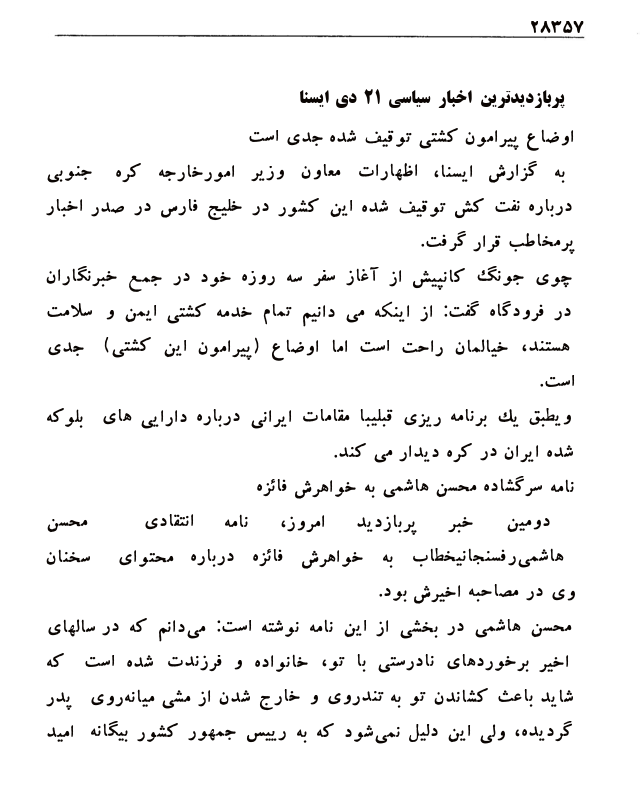 ۲۸۳۵۷
پربازدیدترین اخبار سیاسی ۲۱ دی ایسنا
اوضاع پیرامون کشتی توقیف شده جدی است
به گزارش ایسنا، اظهارات معاون وزیر امورخارجه کره جنوبی
درباره نفت کش توقیف شده این کشور در خلیج فارس در صدر اخبار
پرمخاطب قرار گرفت.
چوی جونگ کانپیش از آغاز سفر سه روزه خود در جمع خبرنگاران
در فرودگاه گفت: از اینکه می دانیم تمام خدمه کشتی ایمن و سلامت
هستند، خیالمان راحت است اما اوضاع (پیرامون این کشتی) جدی
است.
ویطبق یك برنامه ریزی قبلیبا مقامات ایرانی درباره دارایی های بلوکه
شده ایران در کره دیدار می کند.
نامه سرگشاده محسن هاشمی به خواهرش فائزه
دومین خبر پربازدید امروز، نامه انتقادی محسن
هاشمی‌رفسنجانیخطاب به خواهرش فائزه درباره محتوای سخنان
وی در مصاحبه اخیرش بود.
محسن هاشمی در بخشی از این نامه نوشته است: می‌دانم که در سالهای
اخیر برخوردهای نادرستی با تو، خانواده و فرزندت شده است که
شاید باعث کشاندن تو به تندروی و خارج شدن از مشی میانه‌روی پدر
گردیده، ولی این دلیل نمی‌شود که به رییس جمهور کشور بیگانه امید